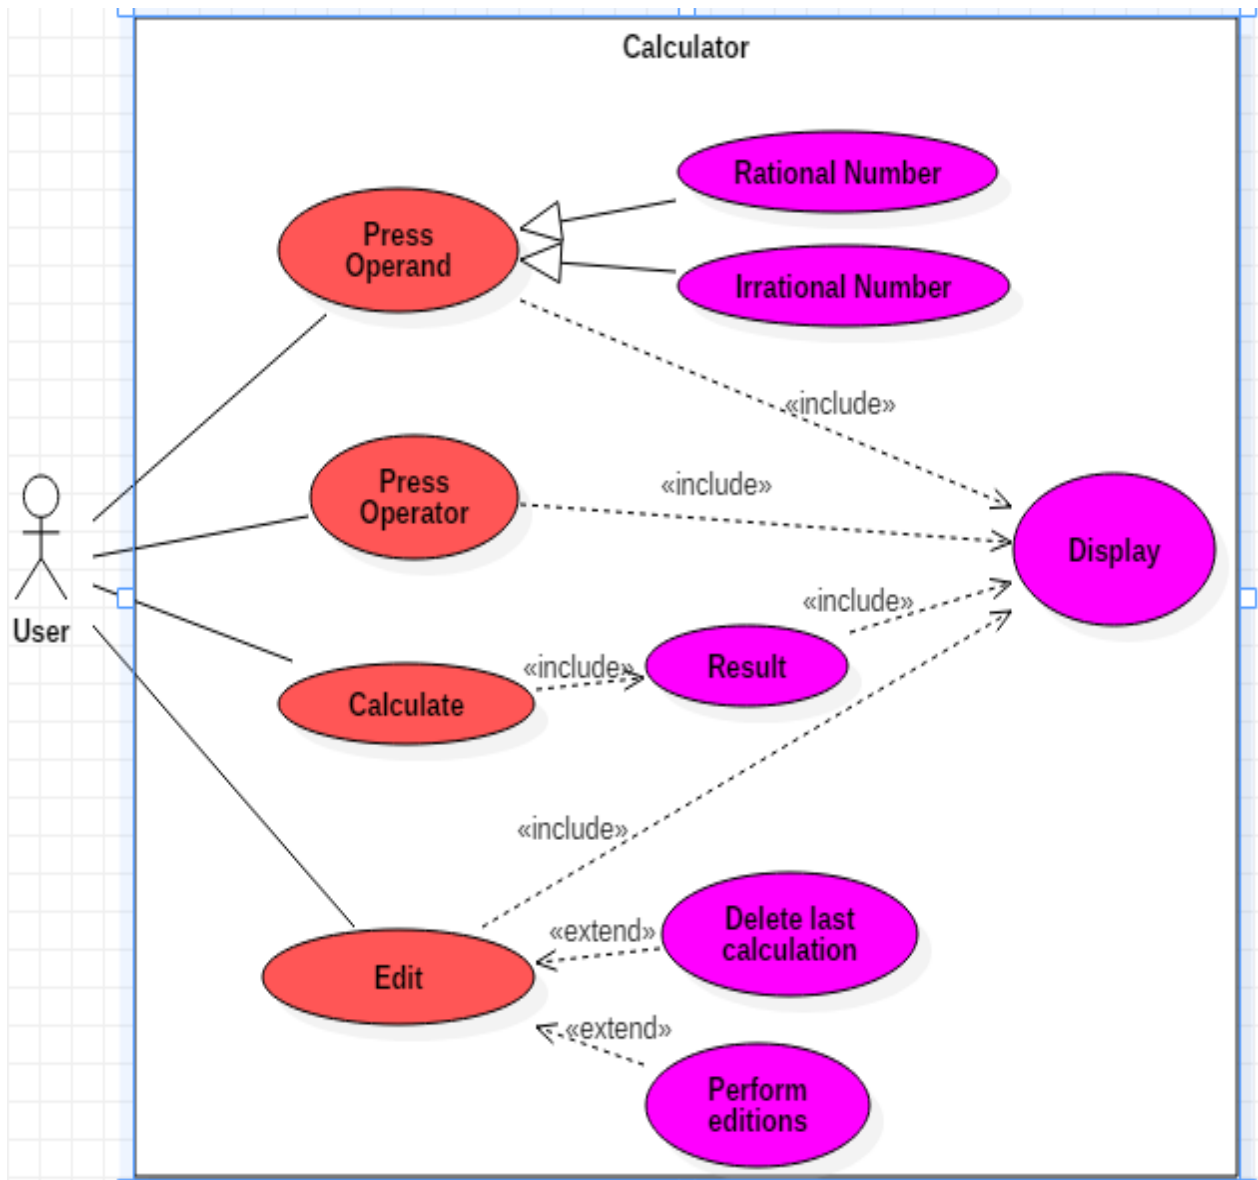 Calculator
Rational Number
Press
Operand
Irrational Number
«include»
Press
Operator
«include»
Display
«include»
User
«include»
Result
Calculate
«include»
Delete last
calculation
«extend»
Edit
«extend»
Perform
editions